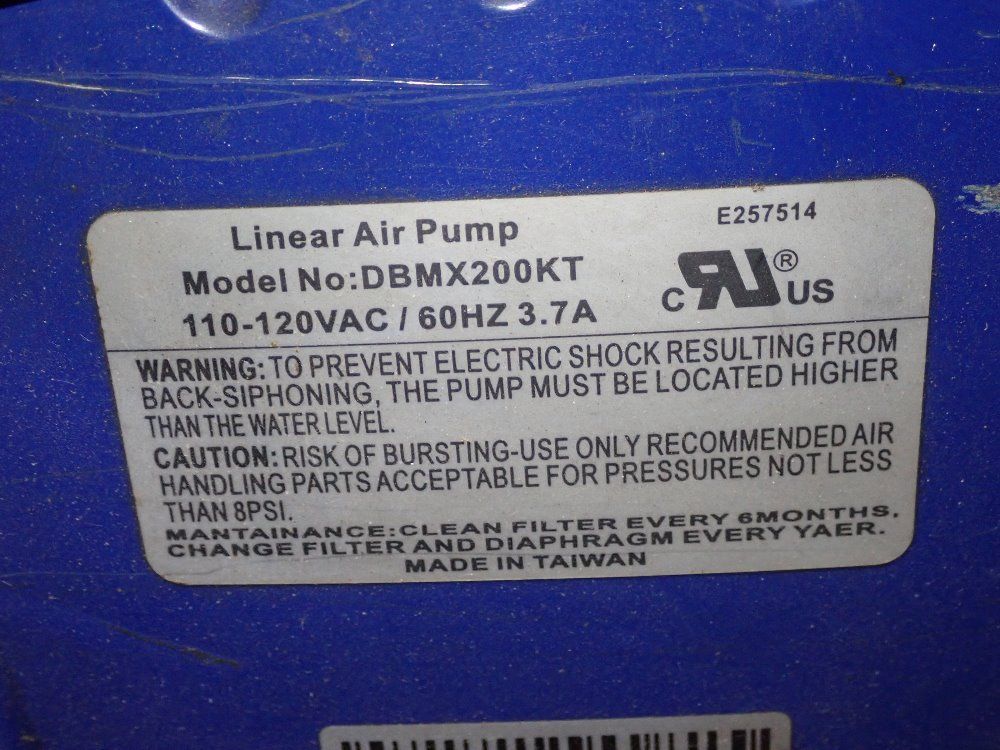 Linear Air Pump
E257514
Model No:DBMX200KT
C RU® US
110-120VAC / 60HZ 3.7A
WARNING: TO PREVENT ELECTRIC SHOCK RESULTING FROM
BACK-SIPHONING, THE PUMP MUST BE LOCATED HIGHER
THAN THE WATER LEVEL.
CAUTION: RISK OF BURSTING-USE ONLY RECOMMENDED AIR
HANDLING PARTS ACCEPTABLE FOR PRESSURES NOT LESS
THAN 8PSI.
MANTAINANCE:CLEAN FILTER EVERY 6MONTHS.
CHANGE FILTER AND DIAPHRAGM EVERY YAER.
MADE IN TAIWAN